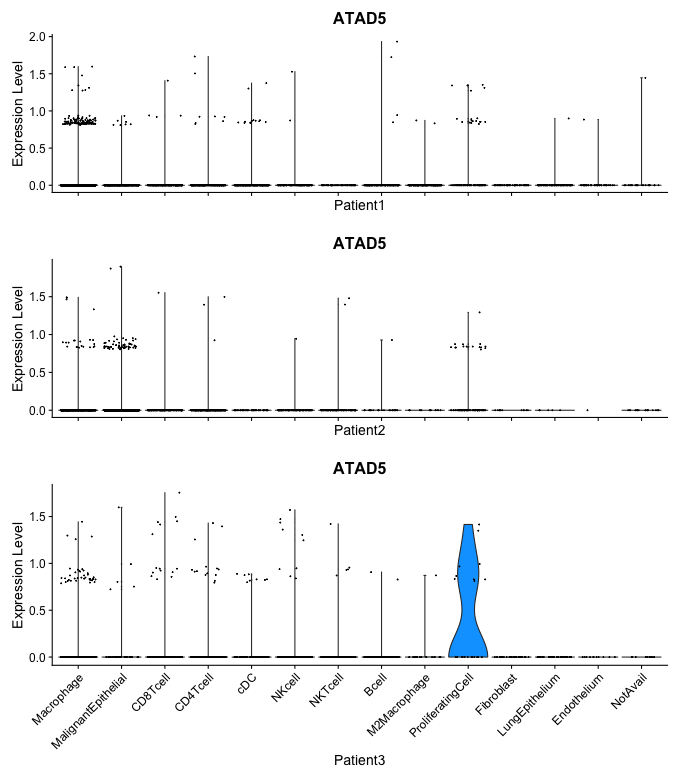 ATAD5
Expression Level
2.0
1.5
1.0
0.5
0.0
Patient1
ATAD5
Expression Level
1.5
1.0
0.5
0.0
Patient2
ATAD5
Expression Level
1.5
1.0
0.5
0.0
Macrophage
MalignantEpithelial
CD8Tcell
CD4Tcell
cDC
NKcell
NKTcell
Bcell
M2Macrophage
ProliferatingCell
Fibroblast
LungEpithelium
Endothelium
NotAvail
Patient3